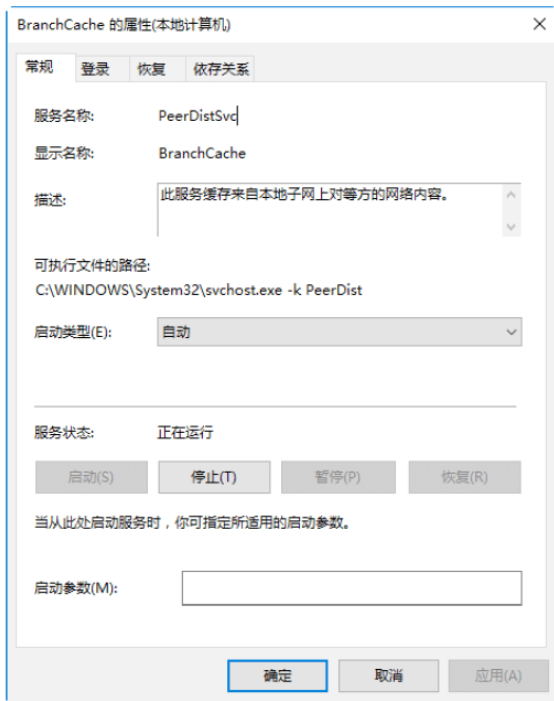 BranchCache 的属性(本地计算机)
常规 登录 恢复 依存关系
服务名称: PeerDistSvc
显示名称: BranchCache
描述: 此服务缓存来自本地子网上对等方的网络内容。
可执行文件的路径:
C:\WINDOWS\System32\svchost.exe -k PeerDist
启动类型(E): 自动
服务状态: 正在运行
启动(S) 停止(T) 暂停(P) 恢复(R)
当从此处启动服务时，你可指定所适用的启动参数。
启动参数(M):
确定 取消 应用(A)